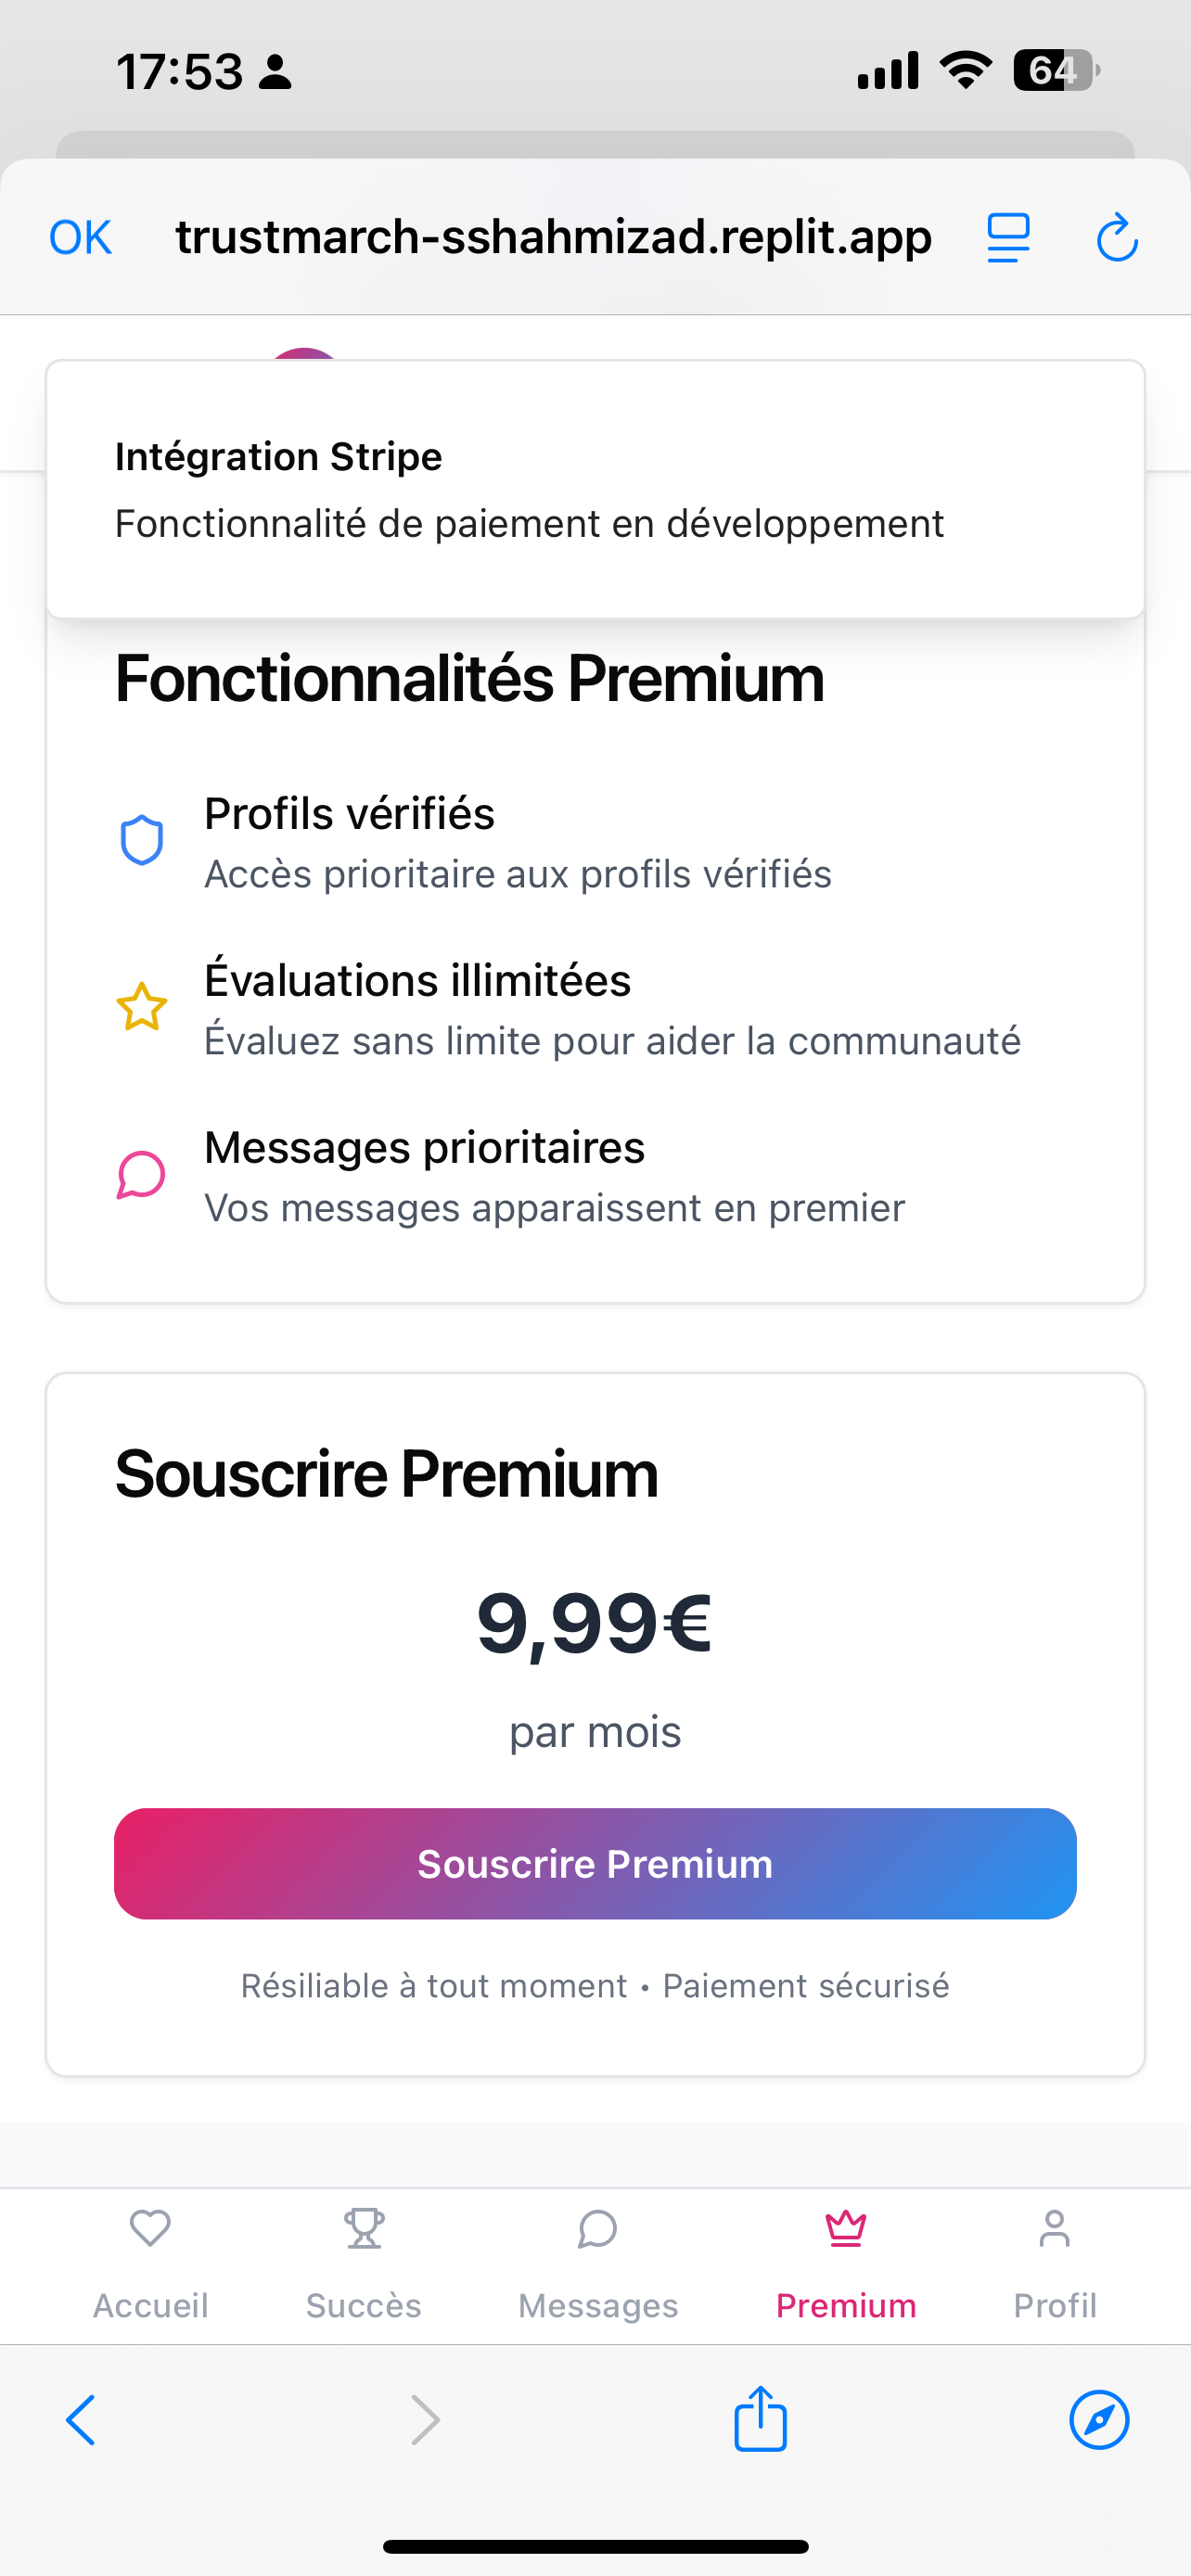 17:53
64
OK
trustmarch-sshahmizad.replit.app
Intégration Stripe
Fonctionnalité de paiement en développement
Fonctionnalités Premium
Profils vérifiés
Accès prioritaire aux profils vérifiés
Évaluations illimitées
Évaluez sans limite pour aider la communauté
Messages prioritaires
Vos messages apparaissent en premier
Souscrire Premium
9,99€
par mois
Souscrire Premium
Résiliable à tout moment • Paiement sécurisé
Accueil
Succès
Messages
Premium
Profil